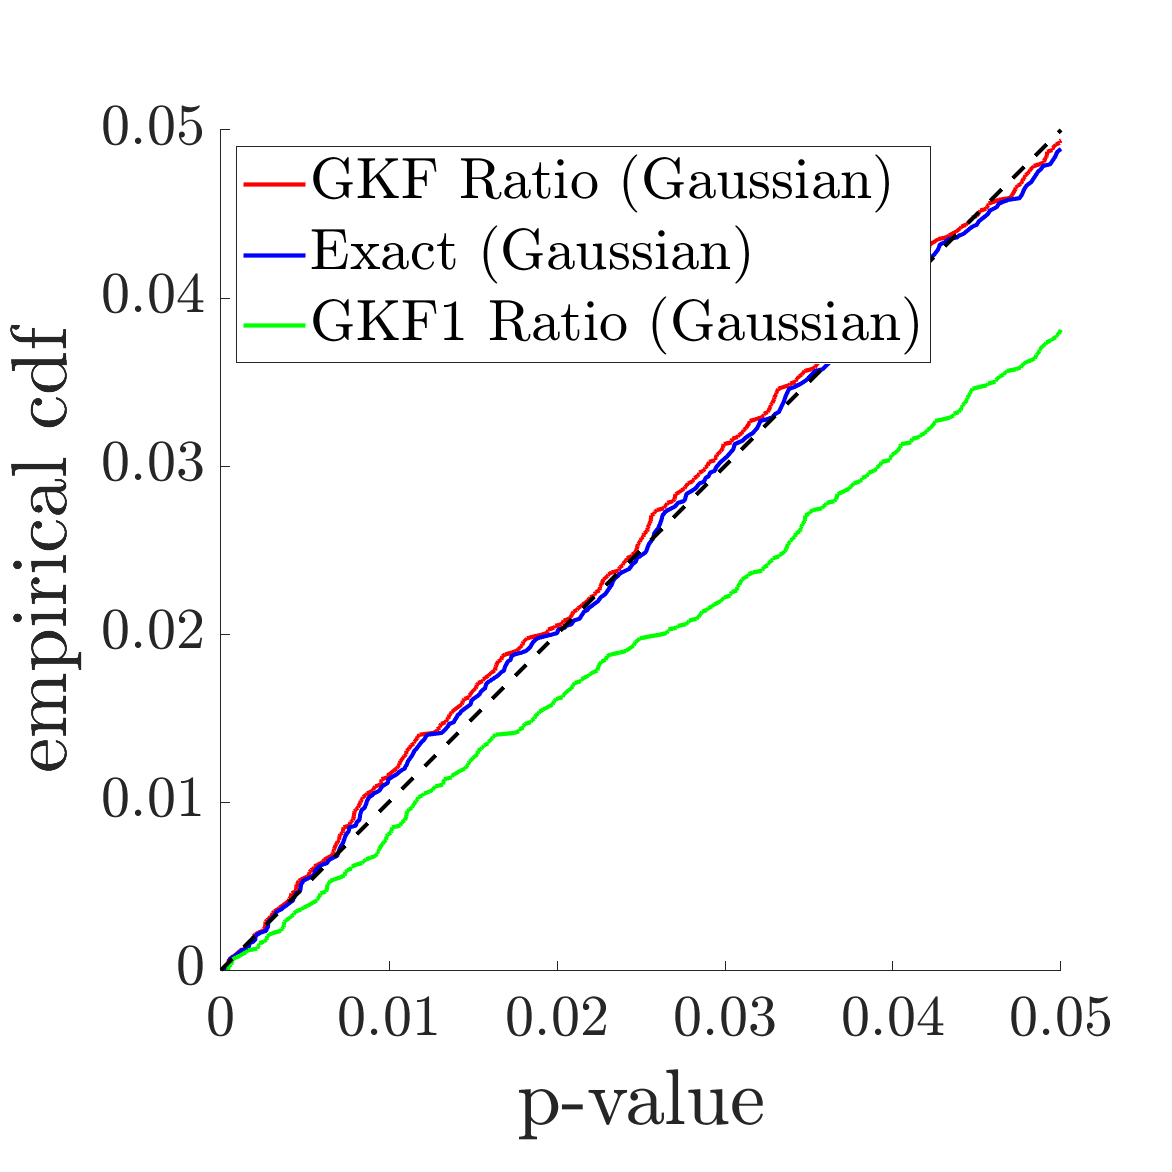 0.05
GKF Ratio (Gaussian)
Exact (Gaussian)
GKF1 Ratio (Gaussian)
0.04
0.03
0.02
0.01
0
empirical cdf
0 0.01 0.02 0.03 0.04 0.05
p-value